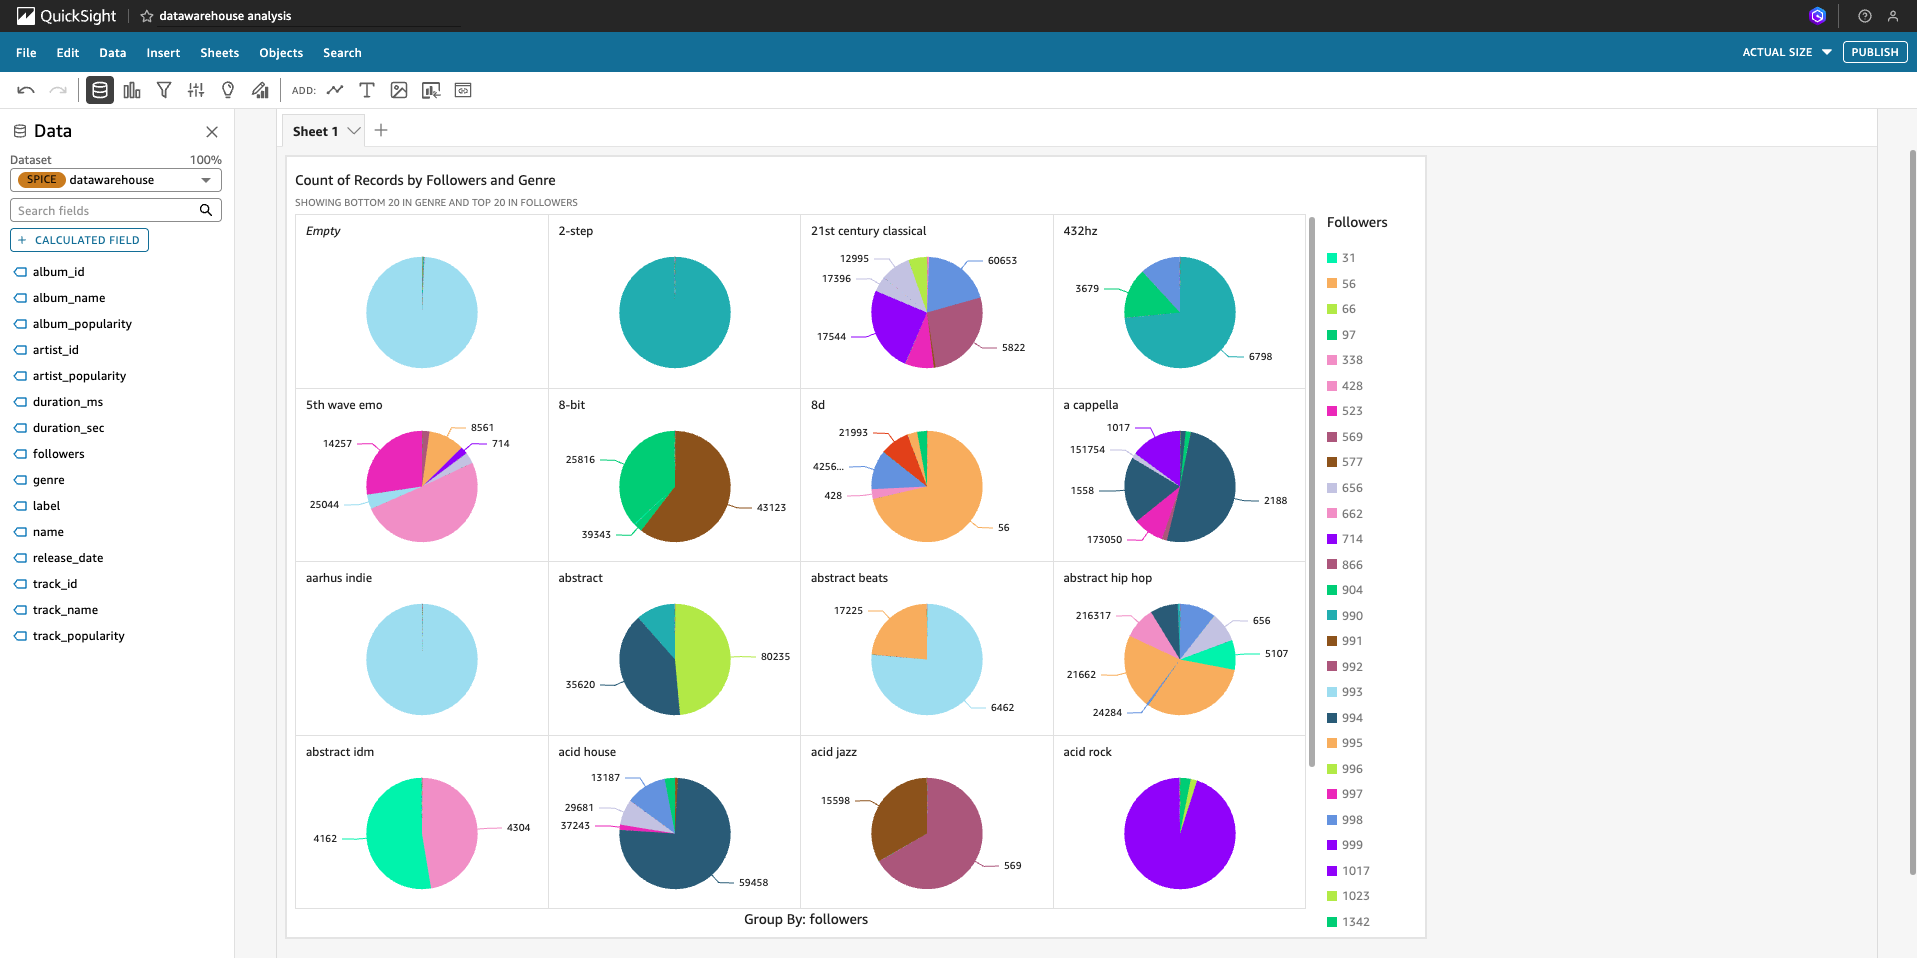 QuickSight
datawarehouse analysis
File Edit Data Insert Sheets Objects Search
ACTUAL SIZE
PUBLISH
ADD:
Data
Dataset 100%
SPICE datawarehouse
Search fields
+ CALCULATED FIELD
album_id
album_name
album_popularity
artist_id
artist_popularity
duration_ms
duration_sec
followers
genre
label
name
release_date
track_id
track_name
track_popularity
Sheet 1
Count of Records by Followers and Genre
SHOWING BOTTOM 20 IN GENRE AND TOP 20 IN FOLLOWERS
Empty
2-step
21st century classical
12995
17396
17544
60653
5822
432hz
3679
6798
5th wave emo
14257
25044
8561
714
8-bit
25816
39343
43123
8d
21993
4256...
428
56
a cappella
1017
151754
1558
173050
2188
aarhus indie
abstract
35620
80235
abstract beats
17225
6462
abstract hip hop
216317
21662
24284
656
5107
abstract idm
4162
4304
acid house
13187
29681
37243
59458
acid jazz
15598
569
acid rock
Group By: followers
Followers
31
56
66
97
338
428
523
569
577
656
662
714
866
904
990
991
992
993
994
995
996
997
998
999
1017
1023
1342